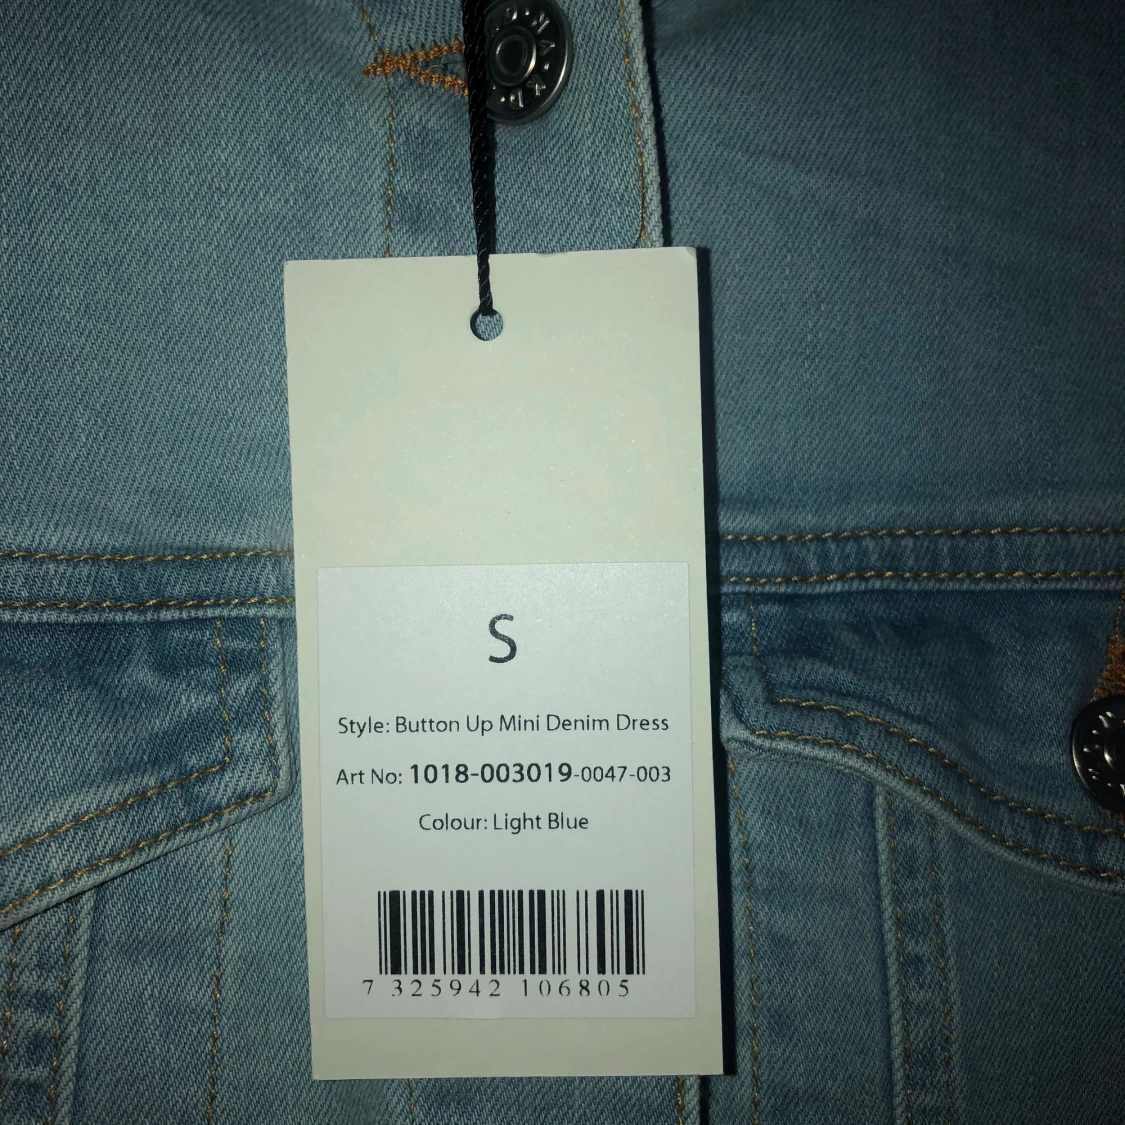 S
Style: Button Up Mini Denim Dress
Art No: 1018-003019-0047-003
Colour: Light Blue
7 325942 106805